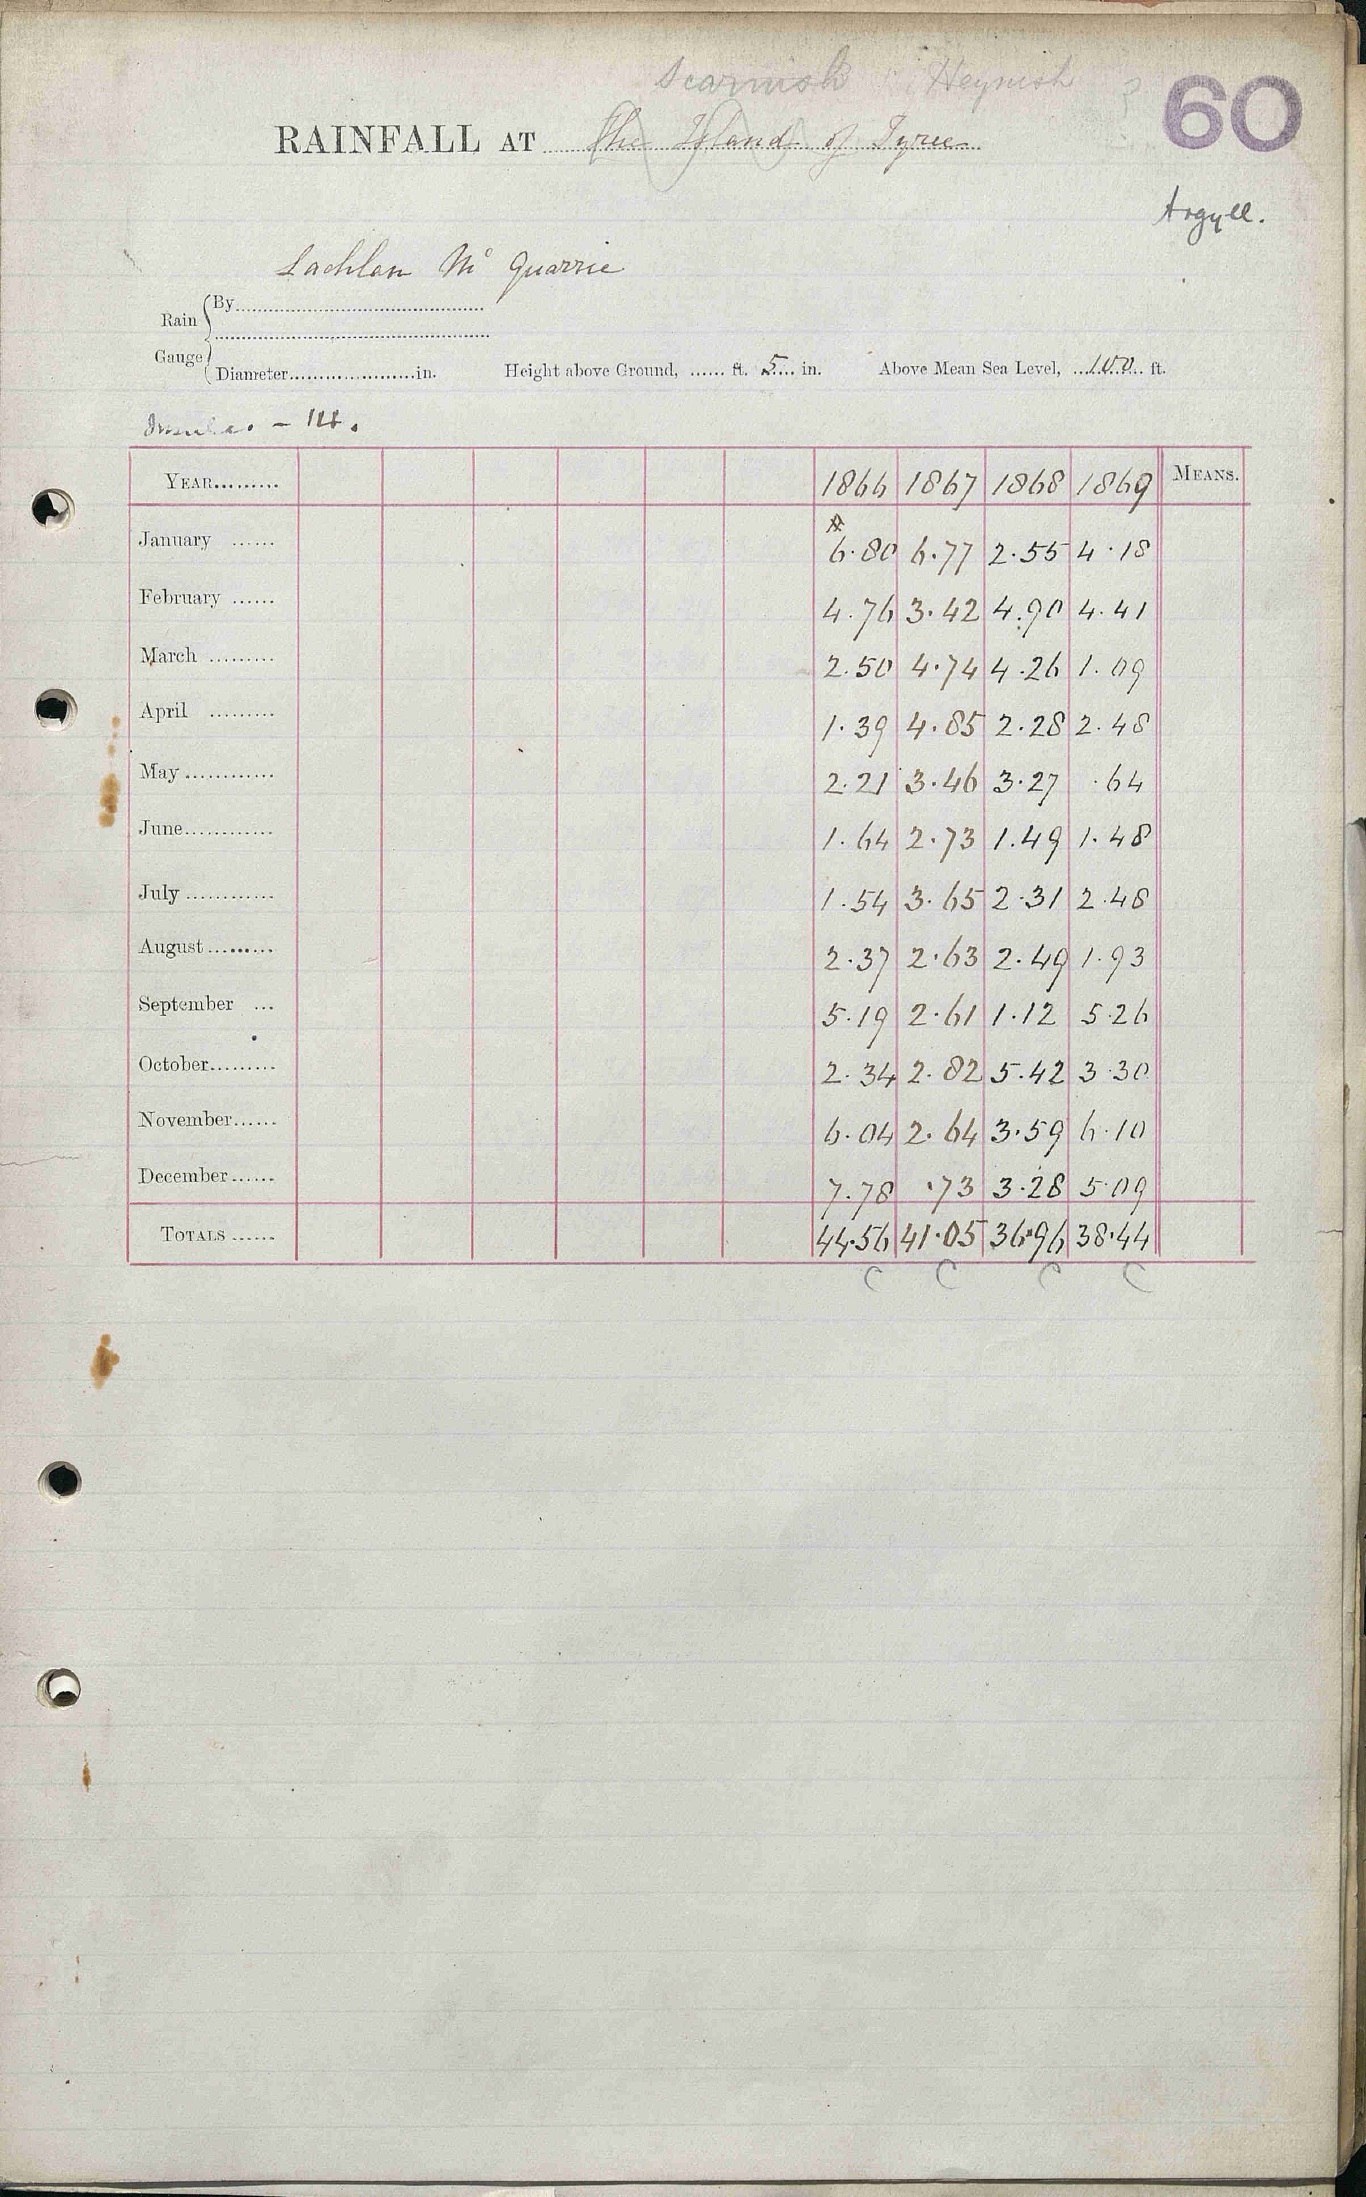 Scarnish Heynish ?
60
RAINFALL AT The Island of Tyree
Argyll.
Lachlan Mc Quarrie
Rain Gauge
By
Diameter in. Height above Ground, ft. 5 in. Above Mean Sea Level, 100 ft.
- 14.
YEAR 1866 1867 1868 1869 MEANS.
January 6.80 6.77 2.55 4.18
February 4.76 3.42 4.90 4.41
March 2.50 4.74 4.26 1.09
April 1.39 4.85 2.28 2.48
May 2.21 3.46 3.27 .64
June 1.64 2.73 1.49 1.48
July 1.54 3.65 2.31 2.48
August 2.37 2.63 2.49 1.93
September 5.19 2.61 1.12 5.26
October 2.34 2.82 5.42 3.30
November 6.04 2.64 3.59 6.10
December 7.78 .73 3.28 5.09
TOTALS 44.56 41.05 36.96 38.44
C C C C